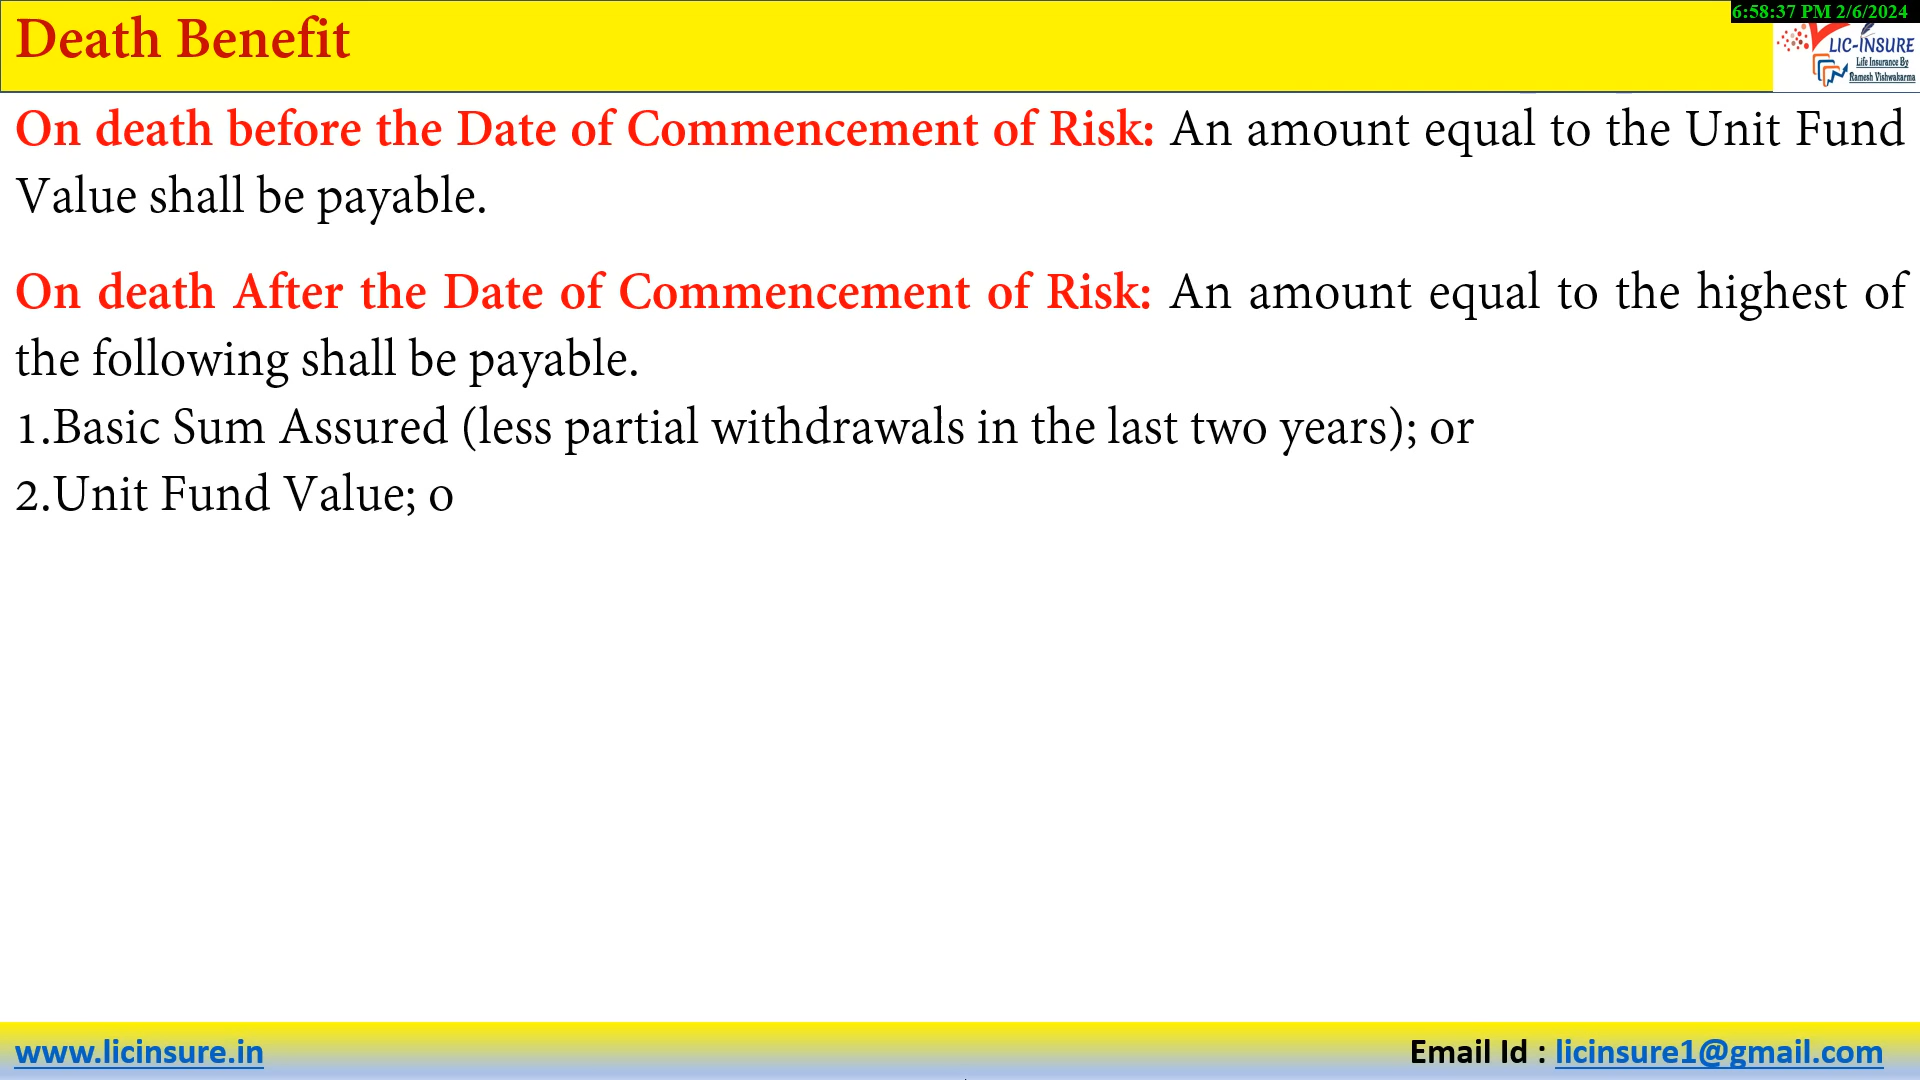 6:58:37 PM 2/6/2024
Death Benefit
LIC-INSURE
Life Insurance By
Ramesh Vishwakarma
On death before the Date of Commencement of Risk: An amount equal to the Unit Fund
Value shall be payable.
On death After the Date of Commencement of Risk: An amount equal to the highest of
the following shall be payable.
1.Basic Sum Assured (less partial withdrawals in the last two years); or
2.Unit Fund Value; o
www.licinsure.in
Email Id : licinsure1@gmail.com